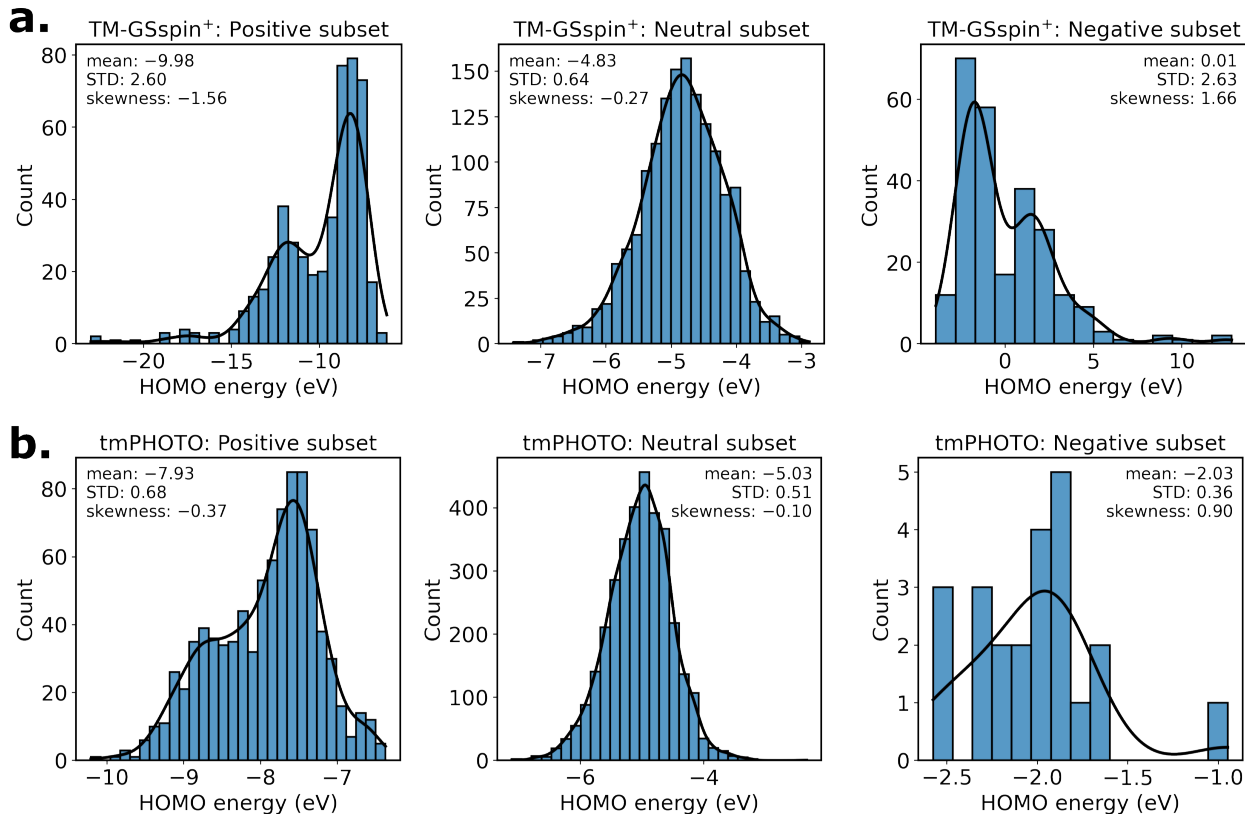 a.
TM-GSspin⁺: Positive subset
mean: −9.98
STD: 2.60
skewness: −1.56
80
60
40
20
0
Count
−20
−15
−10
HOMO energy (eV)
TM-GSspin⁺: Neutral subset
mean: −4.83
STD: 0.64
skewness: −0.27
150
125
100
75
50
25
0
Count
−7
−6
−5
−4
−3
HOMO energy (eV)
TM-GSspin⁺: Negative subset
mean: 0.01
STD: 2.63
skewness: 1.66
60
40
20
0
Count
0
5
10
HOMO energy (eV)
b.
tmPHOTO: Positive subset
mean: −7.93
STD: 0.68
skewness: −0.37
80
60
40
20
0
Count
−10
−9
−8
−7
HOMO energy (eV)
tmPHOTO: Neutral subset
mean: −5.03
STD: 0.51
skewness: −0.10
400
300
200
100
0
Count
−6
−4
HOMO energy (eV)
tmPHOTO: Negative subset
mean: −2.03
STD: 0.36
skewness: 0.90
5
4
3
2
1
0
Count
−2.5
−2.0
−1.5
−1.0
HOMO energy (eV)